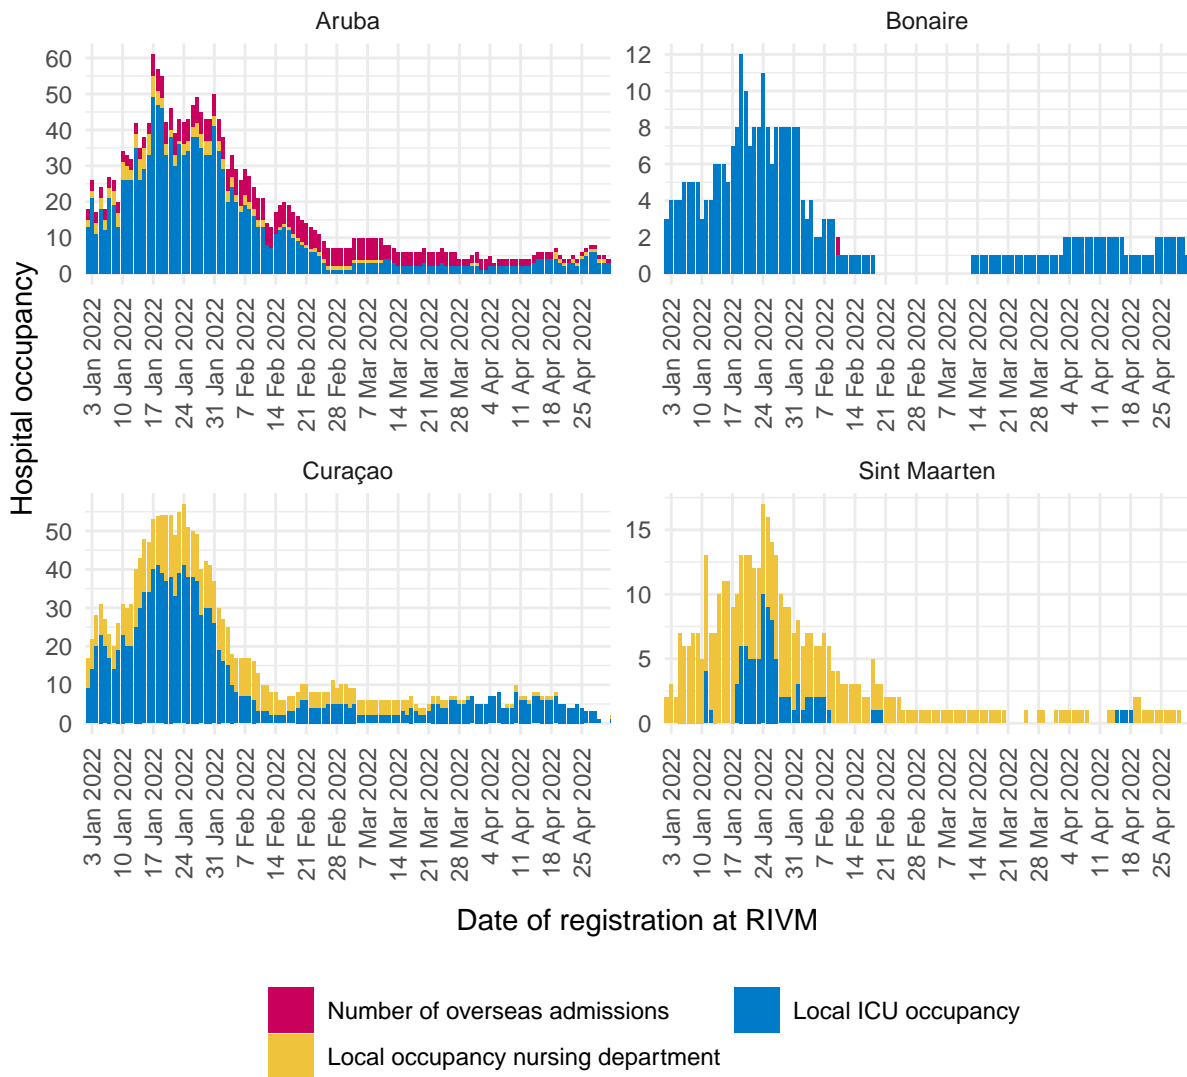 Aruba
Bonaire
60
50
40
30
20
10
0
12
10
8
6
4
2
0
3 Jan 2022
10 Jan 2022
17 Jan 2022
24 Jan 2022
31 Jan 2022
7 Feb 2022
14 Feb 2022
21 Feb 2022
28 Feb 2022
7 Mar 2022
14 Mar 2022
21 Mar 2022
28 Mar 2022
4 Apr 2022
11 Apr 2022
18 Apr 2022
25 Apr 2022
3 Jan 2022
10 Jan 2022
17 Jan 2022
24 Jan 2022
31 Jan 2022
7 Feb 2022
14 Feb 2022
21 Feb 2022
28 Feb 2022
7 Mar 2022
14 Mar 2022
21 Mar 2022
28 Mar 2022
4 Apr 2022
11 Apr 2022
18 Apr 2022
25 Apr 2022
Hospital occupancy
Curaçao
Sint Maarten
50
40
30
20
10
0
15
10
5
0
3 Jan 2022
10 Jan 2022
17 Jan 2022
24 Jan 2022
31 Jan 2022
7 Feb 2022
14 Feb 2022
21 Feb 2022
28 Feb 2022
7 Mar 2022
14 Mar 2022
21 Mar 2022
28 Mar 2022
4 Apr 2022
11 Apr 2022
18 Apr 2022
25 Apr 2022
3 Jan 2022
10 Jan 2022
17 Jan 2022
24 Jan 2022
31 Jan 2022
7 Feb 2022
14 Feb 2022
21 Feb 2022
28 Feb 2022
7 Mar 2022
14 Mar 2022
21 Mar 2022
28 Mar 2022
4 Apr 2022
11 Apr 2022
18 Apr 2022
25 Apr 2022
Date of registration at RIVM
Number of overseas admissions
Local ICU occupancy
Local occupancy nursing department